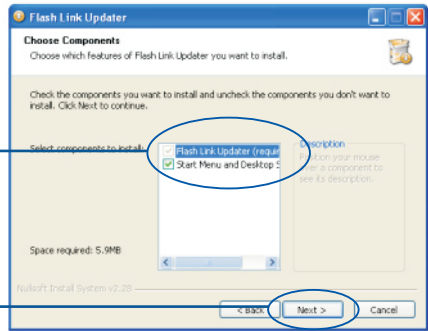 Flash Link Updater
Choose Components
Choose which features of Flash Link Updater you want to install.
Check the components you want to install and uncheck the components you don't want to
install. Click Next to continue.
Select components to install:
Flash Link Updater (requir
Start Menu and Desktop S
Description
Position your mouse
over a component to
see its description.
Space required: 5.9MB
Nullsoft Install System v2.28
< Back
Next >
Cancel